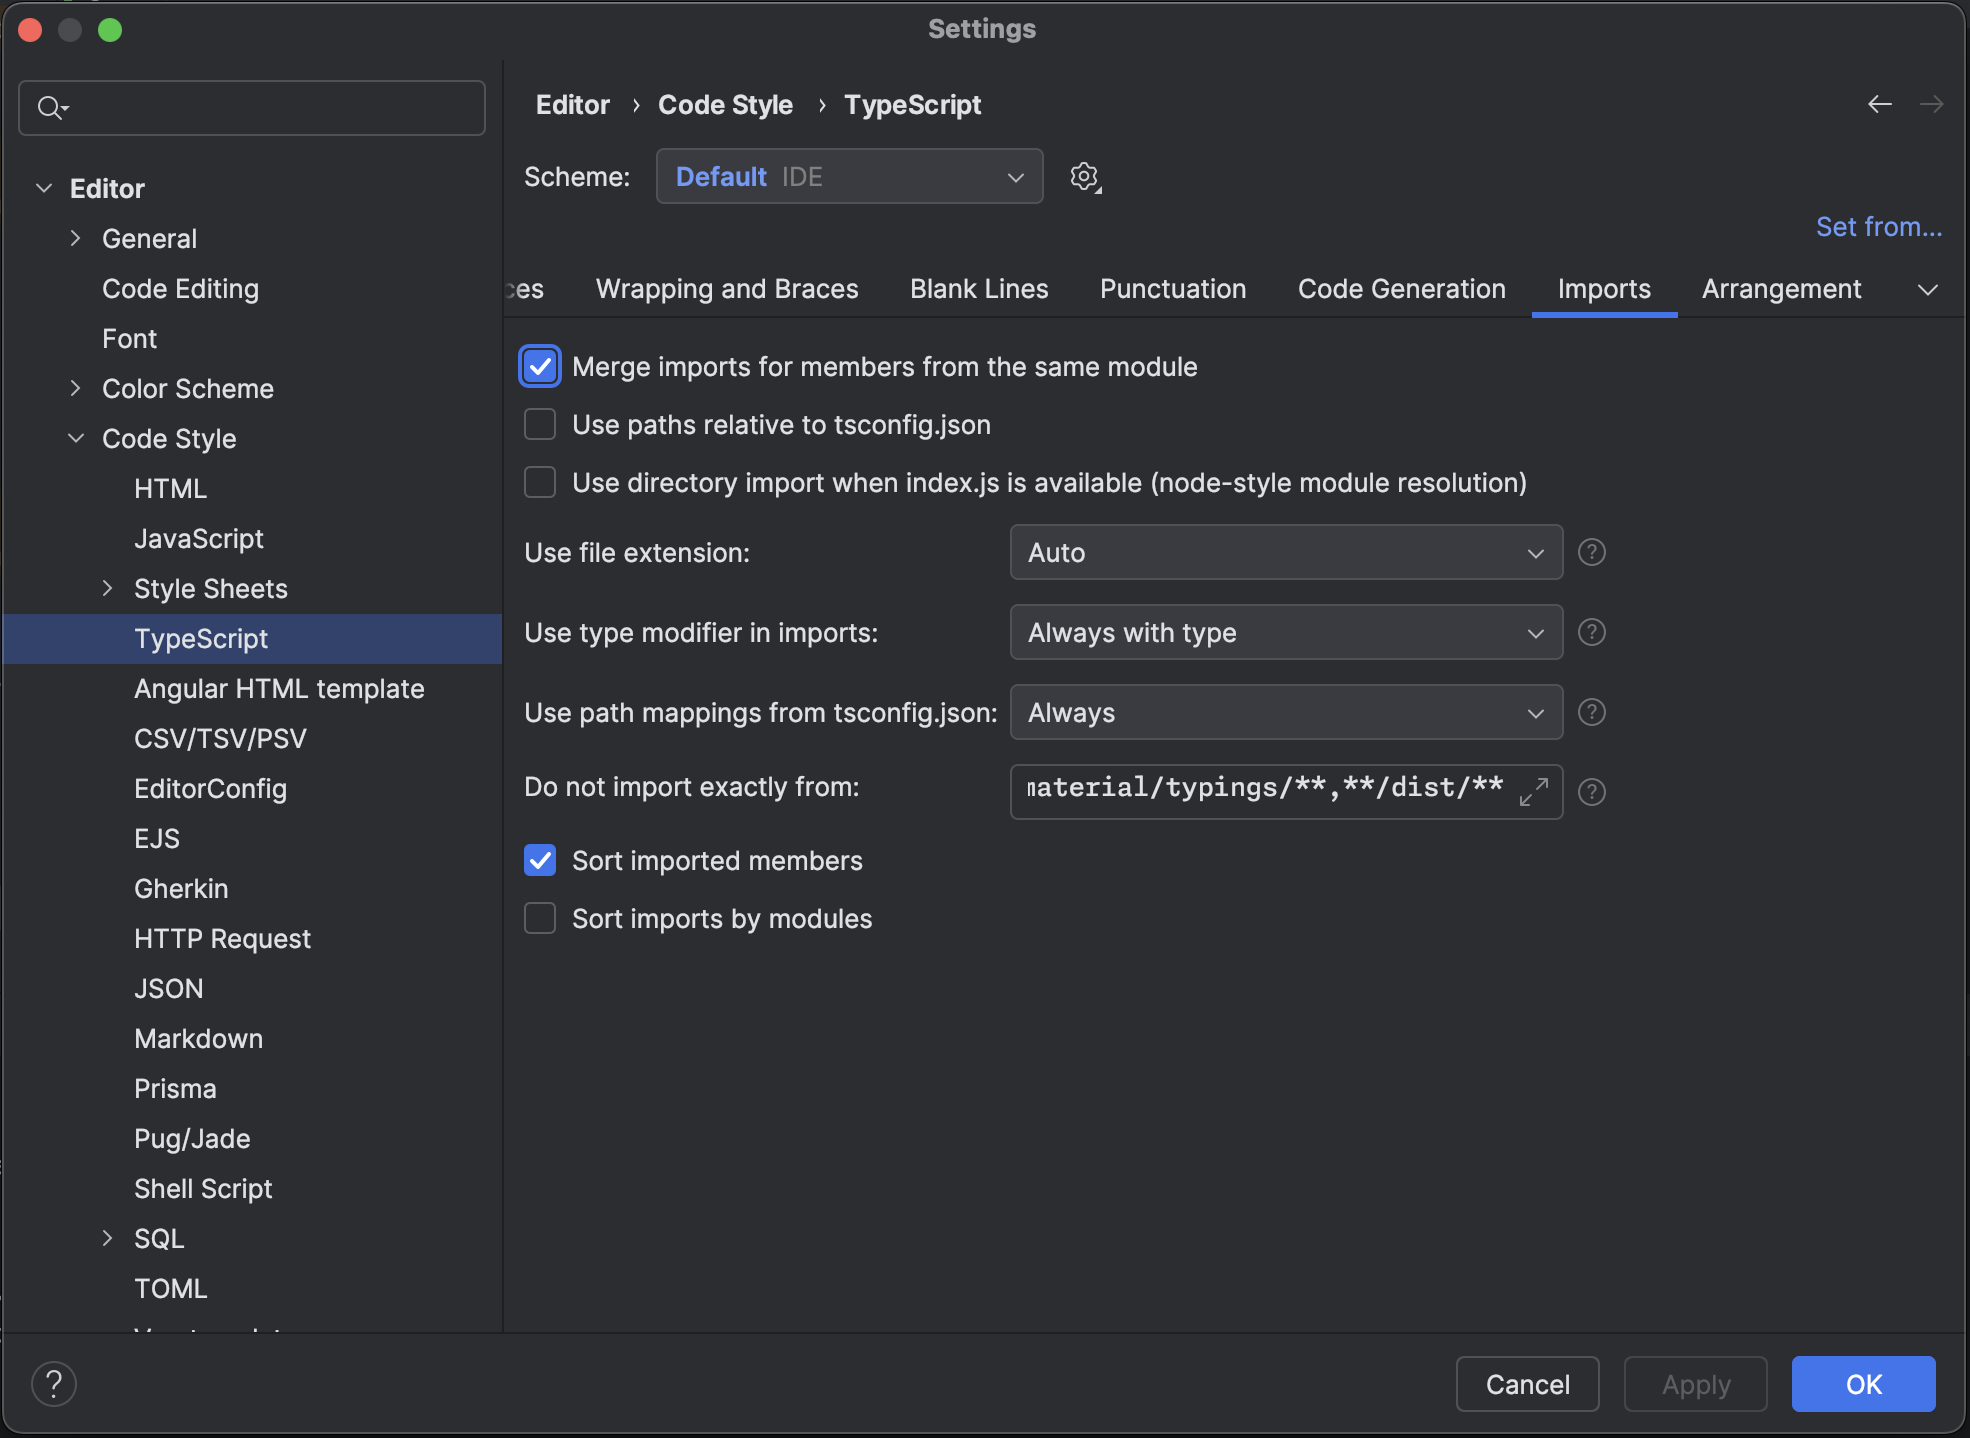 Settings
Editor
General
Code Editing
Font
Color Scheme
Code Style
HTML
JavaScript
Style Sheets
TypeScript
Angular HTML template
CSV/TSV/PSV
EditorConfig
EJS
Gherkin
HTTP Request
JSON
Markdown
Prisma
Pug/Jade
Shell Script
SQL
TOML
Editor › Code Style › TypeScript
Scheme: Default IDE
Set from...
Wrapping and Braces Blank Lines Punctuation Code Generation Imports Arrangement
Merge imports for members from the same module
Use paths relative to tsconfig.json
Use directory import when index.js is available (node-style module resolution)
Use file extension: Auto ?
Use type modifier in imports: Always with type ?
Use path mappings from tsconfig.json: Always ?
Do not import exactly from: material/typings/**,**/dist/** ?
Sort imported members
Sort imports by modules
? Cancel Apply OK